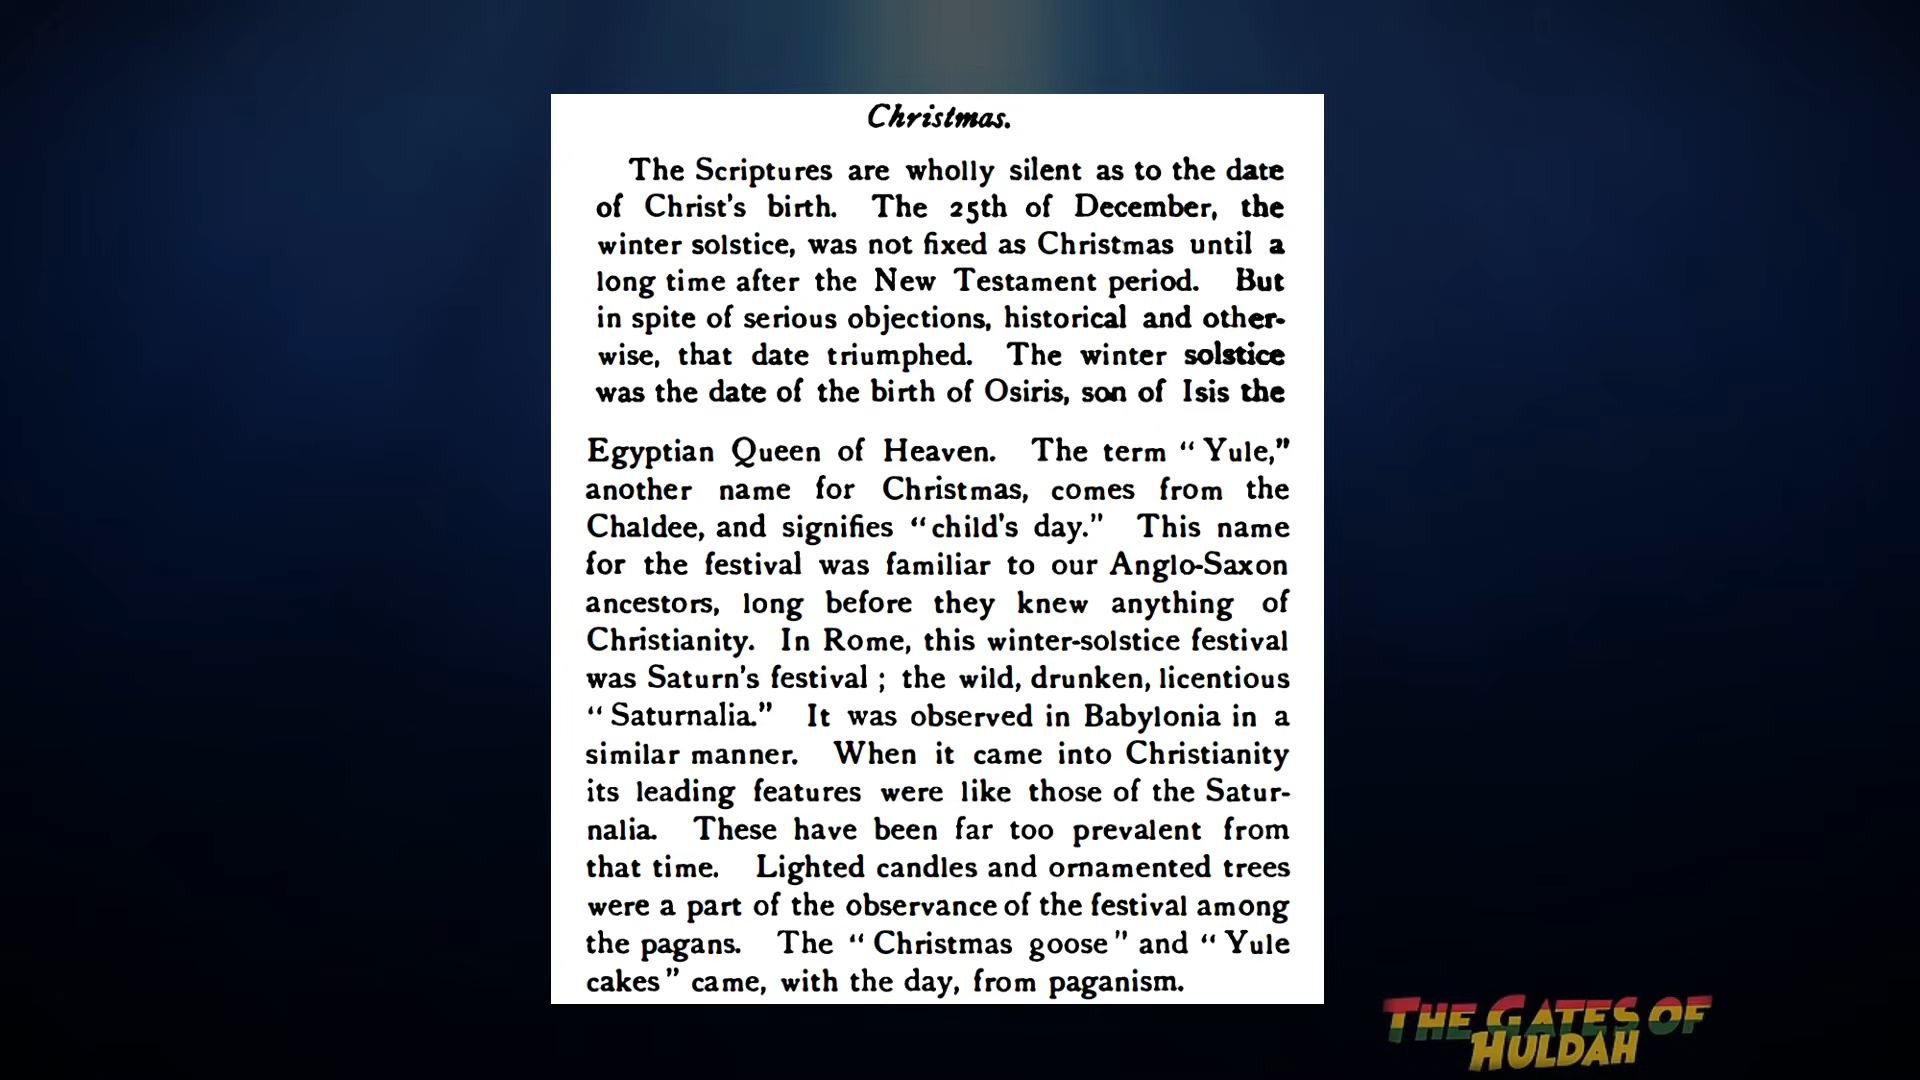 Christmas.
The Scriptures are wholly silent as to the date
of Christ's birth. The 25th of December, the
winter solstice, was not fixed as Christmas until a
long time after the New Testament period. But
in spite of serious objections, historical and other-
wise, that date triumphed. The winter solstice
was the date of the birth of Osiris, son of Isis the
Egyptian Queen of Heaven. The term “Yule,”
another name for Christmas, comes from the
Chaldee, and signifies “child's day.” This name
for the festival was familiar to our Anglo-Saxon
ancestors, long before they knew anything of
Christianity. In Rome, this winter-solstice festival
was Saturn's festival ; the wild, drunken, licentious
“Saturnalia.” It was observed in Babylonia in a
similar manner. When it came into Christianity
its leading features were like those of the Satur-
nalia. These have been far too prevalent from
that time. Lighted candles and ornamented trees
were a part of the observance of the festival among
the pagans. The “Christmas goose” and “Yule
cakes” came, with the day, from paganism.
THE GATES OF
HULDAH